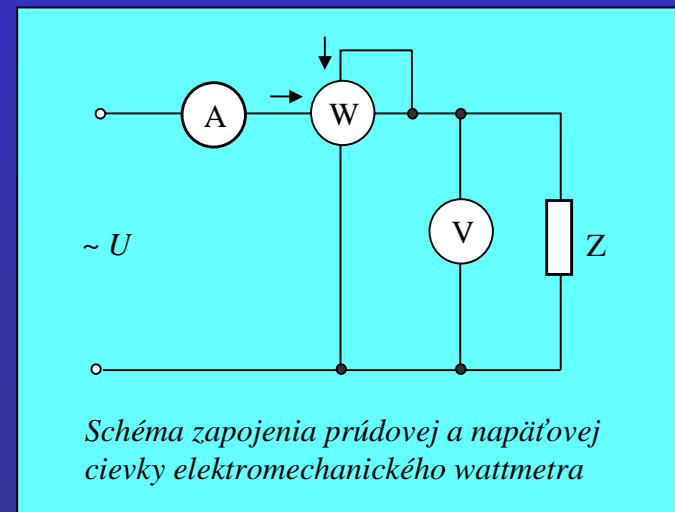 A
W
V
Z
~ U
Schéma zapojenia prúdovej a napäťovej
cievky elektromechanického wattmetra